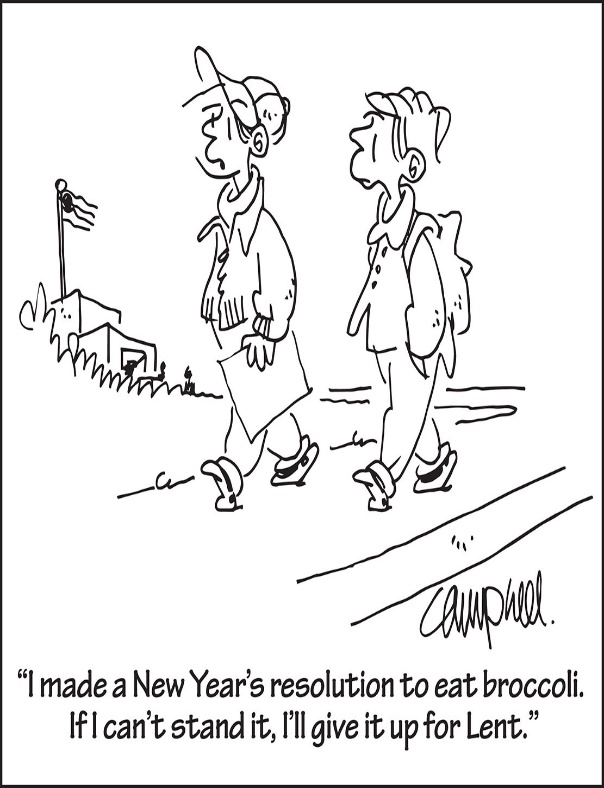 Campbell.
“I made a New Year’s resolution to eat broccoli.
If I can’t stand it, I’ll give it up for Lent.”